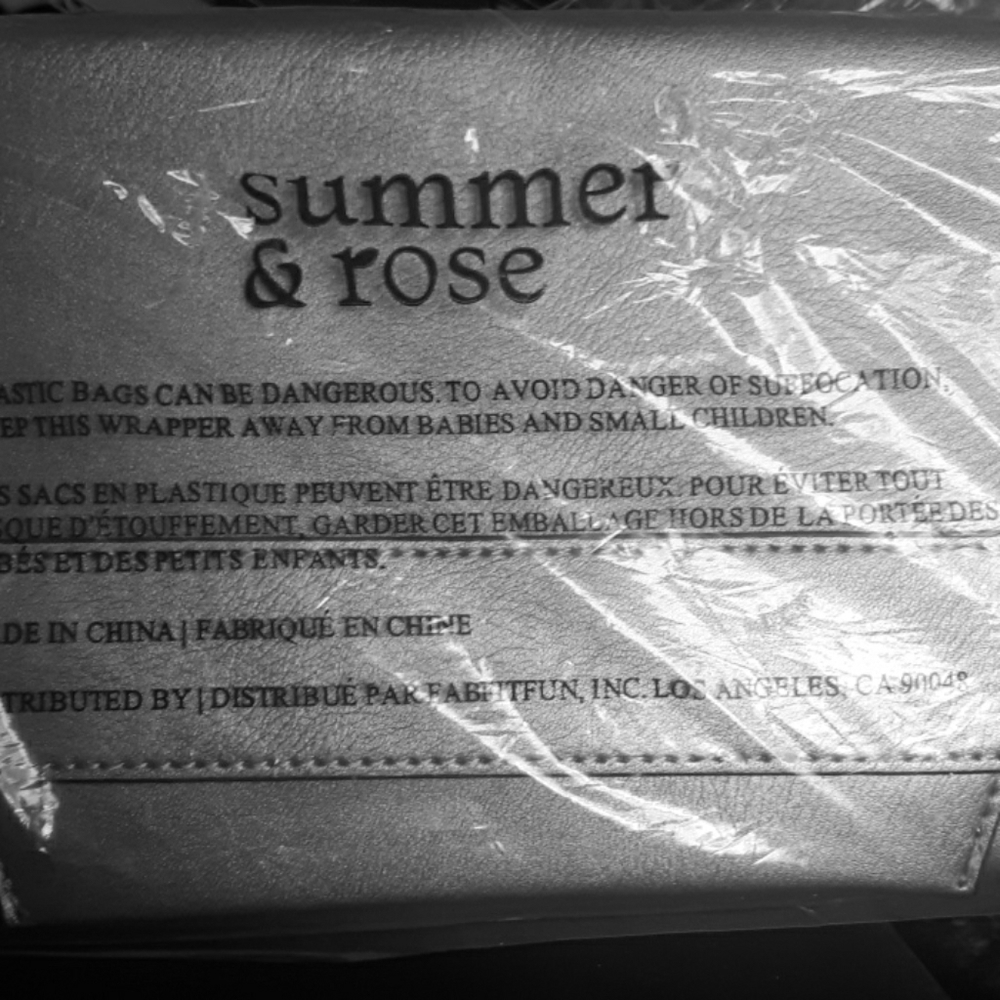 summer
& rose
ASTIC BAGS CAN BE DANGEROUS. TO AVOID DANGER OF SUFFOCATION,
EP THIS WRAPPER AWAY FROM BABIES AND SMALL CHILDREN.
S SACS EN PLASTIQUE PEUVENT ÊTRE DANGEREUX. POUR ÉVITER TOUT
SQUE D'ÉTOUFFEMENT, GARDER CET EMBALLAGE HORS DE LA PORTÉE DES
BÉS ET DES PETITS ENFANTS.
DE IN CHINA | FABRIQUÉ EN CHINE
TRIBUTED BY | DISTRIBUÉ PAR FABFITFUN, INC. LOS ANGELES, CA 90048